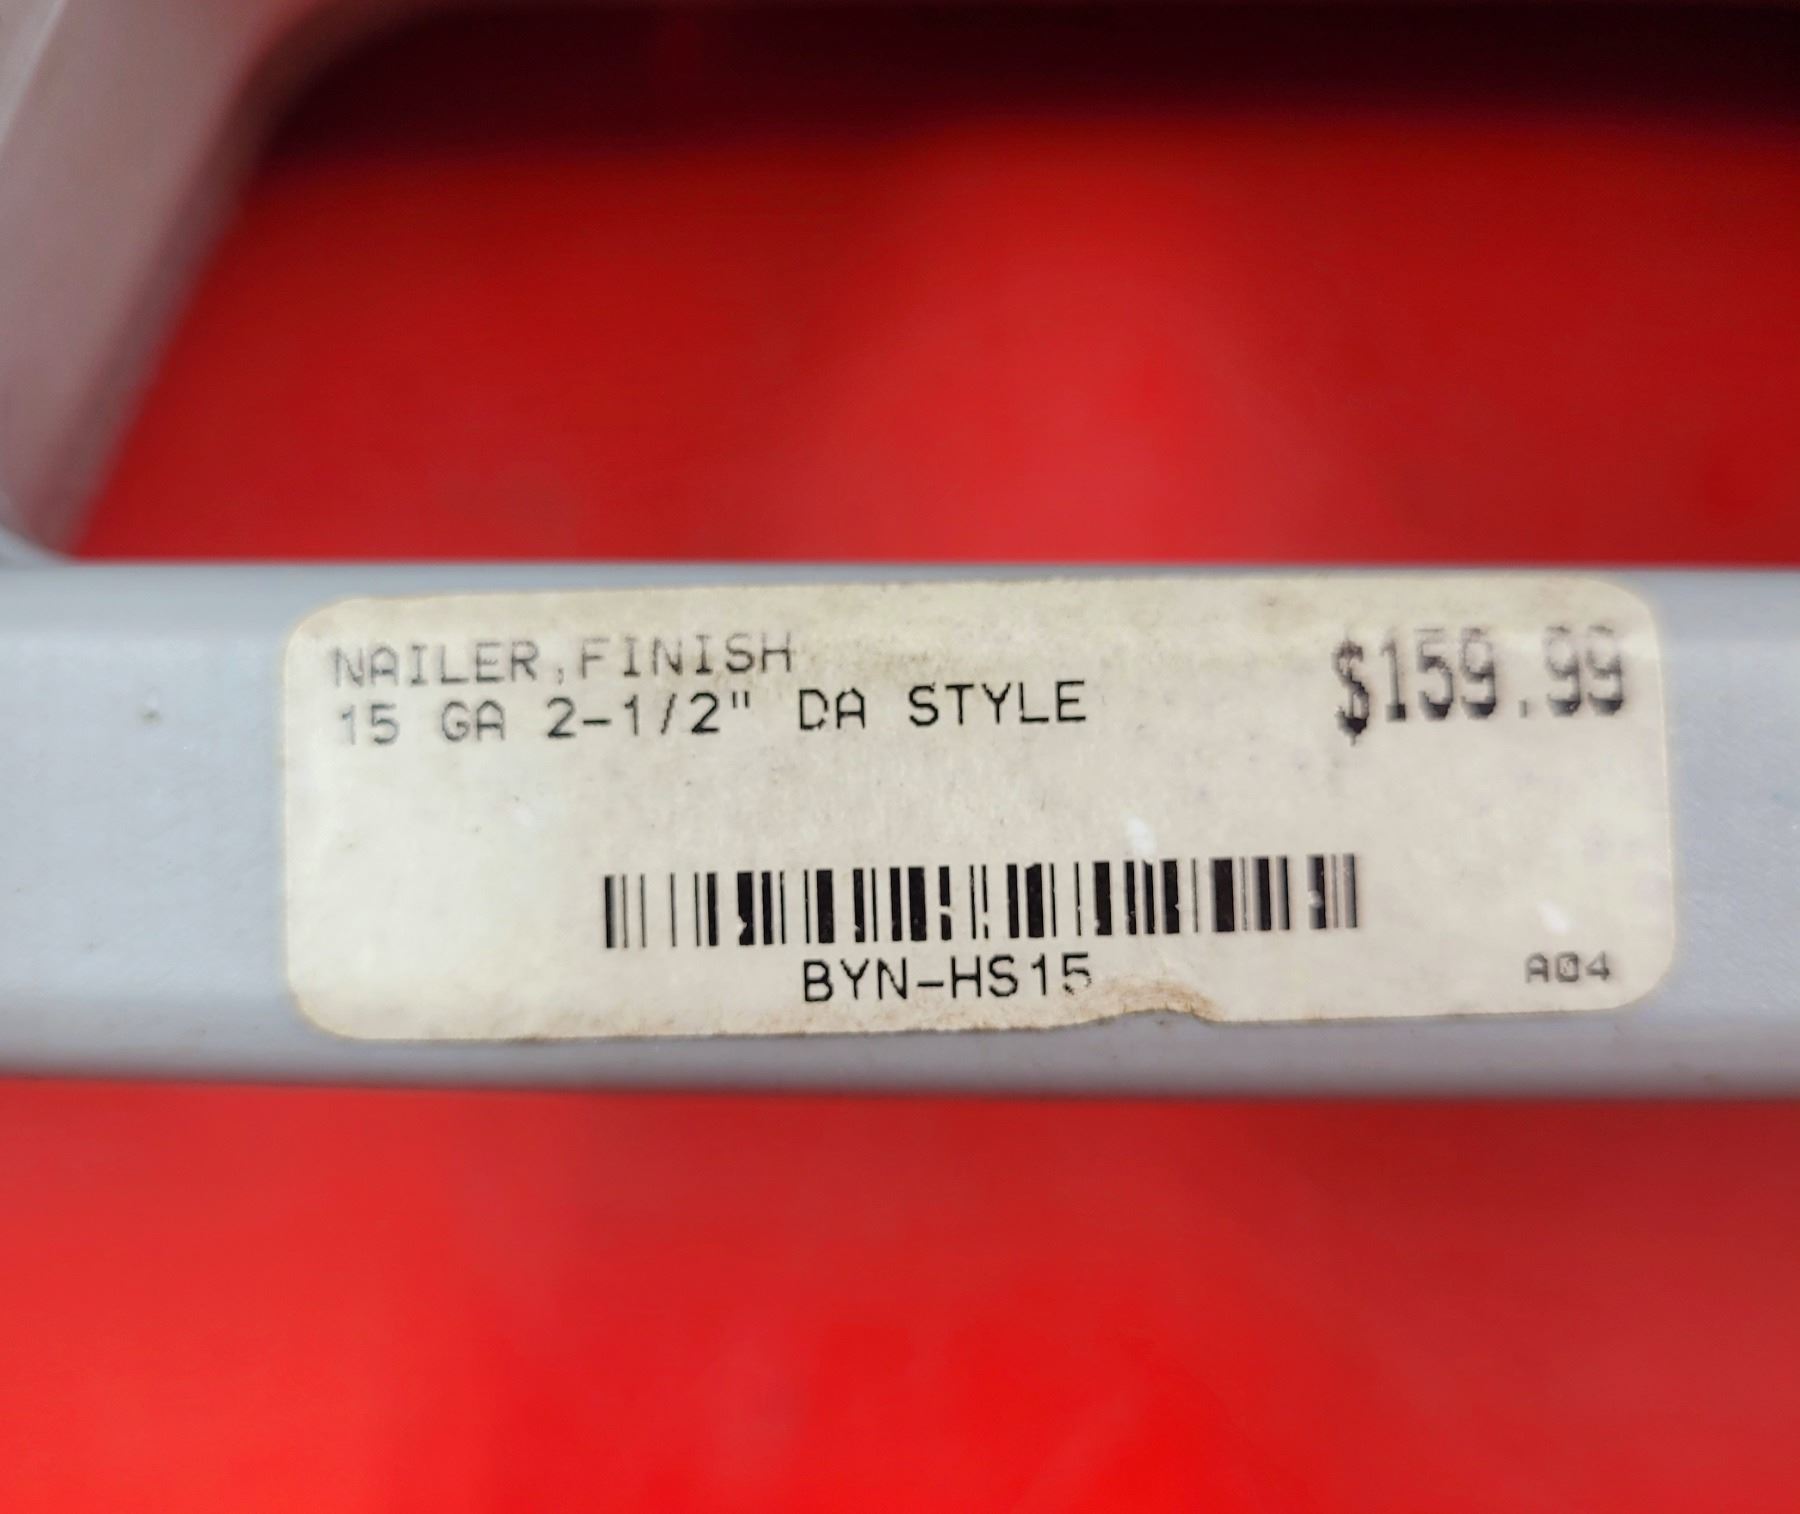 NAILER,FINISH
15 GA 2-1/2" DA STYLE
$159.99
BYN-HS15
A04